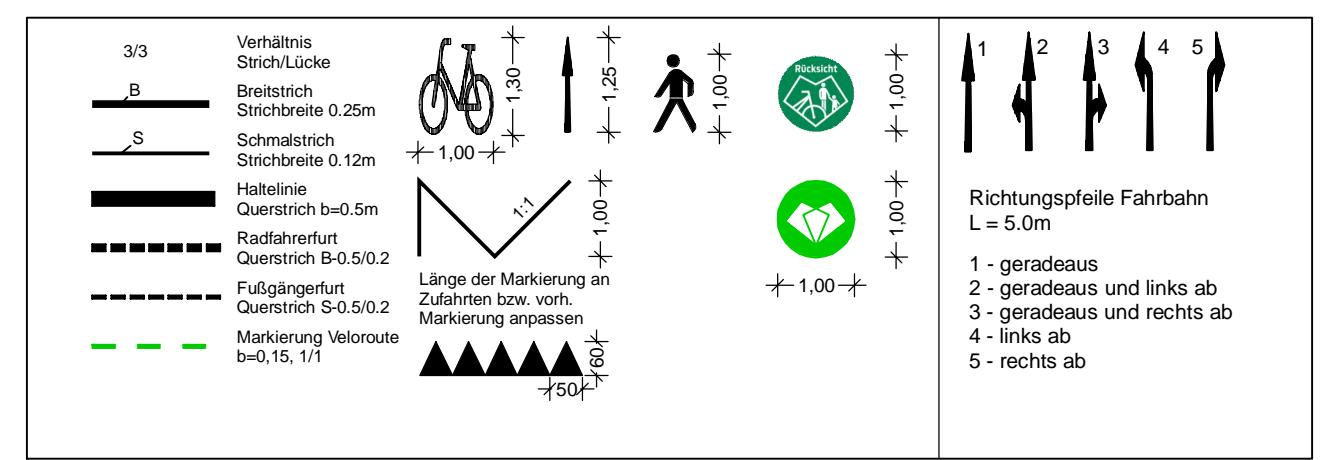 3/3
Verhältnis
Strich/Lücke
B
Breitstrich
Strichbreite 0.25m
S
Schmalstrich
Strichbreite 0.12m
Haltelinie
Querstrich b=0.5m
Radfahrerfurt
Querstrich B-0.5/0.2
Fußgängerfurt
Querstrich S-0.5/0.2
Markierung Veloroute
b=0,15, 1/1
1,30
1,00
1,25
1,00
1:1
1,00
Länge der Markierung an
Zufahrten bzw. vorh.
Markierung anpassen
60
50
Rücksicht
1,00
1,00
1,00
1
2
3
4
5
Richtungspfeile Fahrbahn
L = 5.0m
1 - geradeaus
2 - geradeaus und links ab
3 - geradeaus und rechts ab
4 - links ab
5 - rechts ab